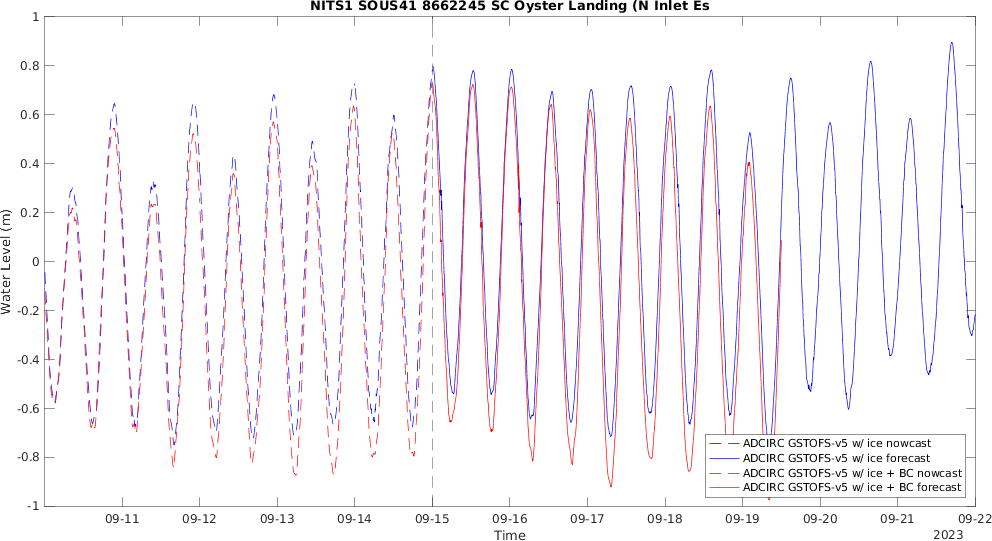 NITS1 SOUS41 8662245 SC Oyster Landing (N Inlet Es
1
0.8
0.6
0.4
0.2
0
-0.2
-0.4
-0.6
-0.8
-1
Water Level (m)
ADCIRC GSTOFS-v5 w/ ice nowcast
ADCIRC GSTOFS-v5 w/ ice forecast
ADCIRC GSTOFS-v5 w/ ice + BC nowcast
ADCIRC GSTOFS-v5 w/ ice + BC forecast
09-11 09-12 09-13 09-14 09-15 09-16 09-17 09-18 09-19 09-20 09-21 09-22
Time
2023